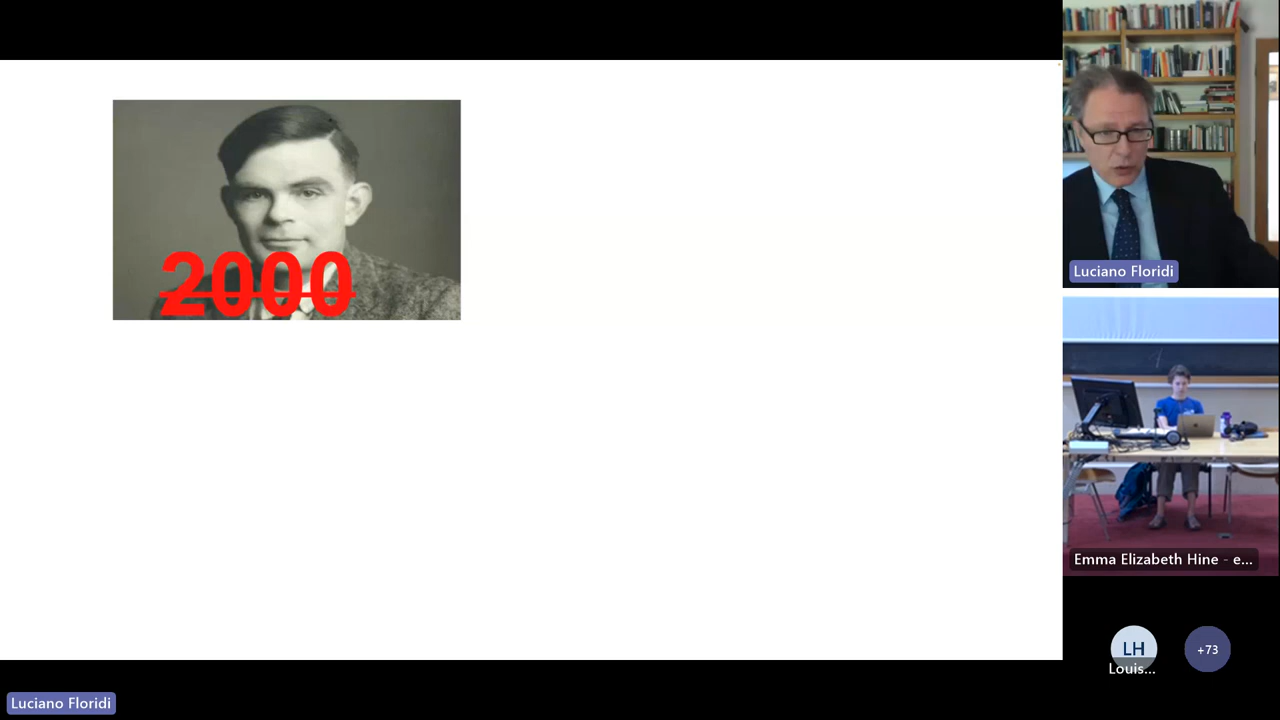 2000
Luciano Floridi
Emma Elizabeth Hine - e...
LH
+73
Louis...
Luciano Floridi